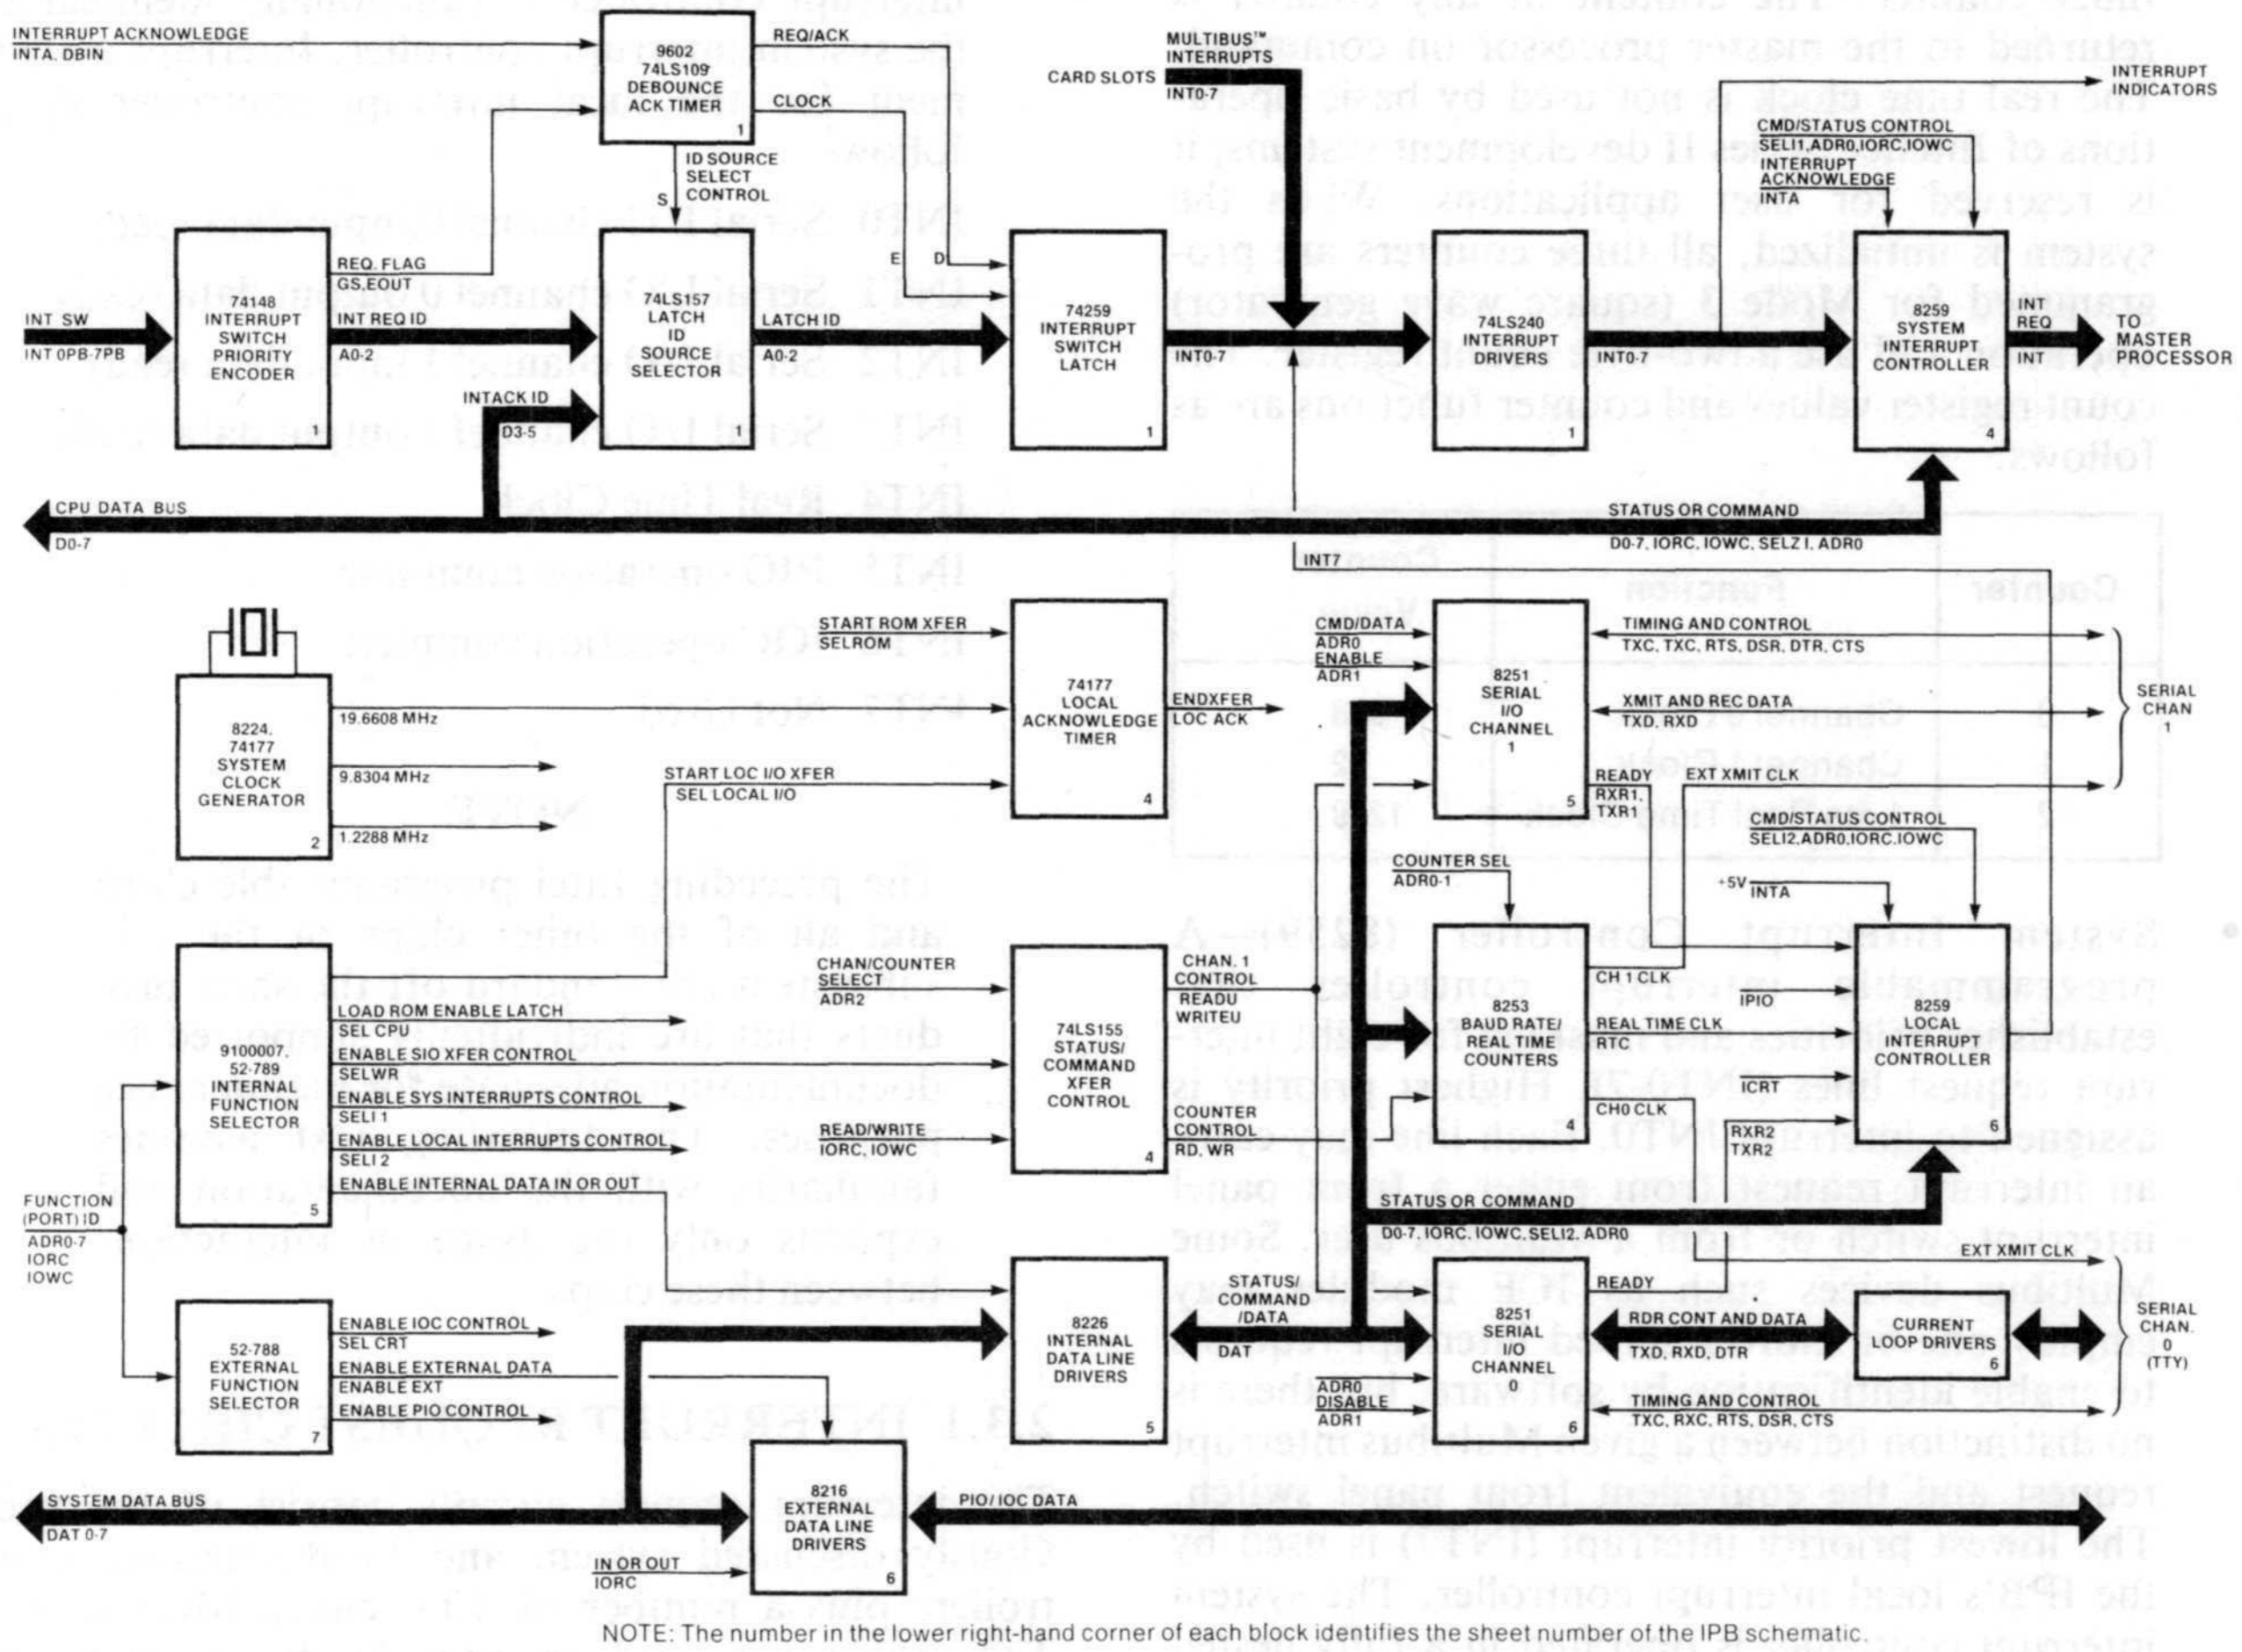 INTERRUPT ACKNOWLEDGE
INTA. DBIN
9602
74LS109
DEBOUNCE
ACK TIMER
1
REQ/ACK
CLOCK
ID SOURCE
SELECT
CONTROL
S
MULTIBUS™
INTERRUPTS
CARD SLOTS
INT0-7
INTERRUPT
INDICATORS
CMD/STATUS CONTROL
SELI1,ADR0,IORC,IOWC
INTERRUPT
ACKNOWLEDGE
INTA
INT SW
INT 0PB-7PB
74148
INTERRUPT
SWITCH
PRIORITY
ENCODER
1
REQ. FLAG
GS,EOUT
INT REQ ID
A0-2
INTACK ID
D3-5
74LS157
LATCH
ID
SOURCE
SELECTOR
1
LATCH ID
A0-2
E
D
74259
INTERRUPT
SWITCH
LATCH
1
INT0-7
74LS240
INTERRUPT
DRIVERS
1
INT0-7
8259
SYSTEM
INTERRUPT
CONTROLLER
4
INT
REQ
INT
TO
MASTER
PROCESSOR
CPU DATA BUS
D0-7
STATUS OR COMMAND
D0-7, IORC, IOWC, SELZ I, ADR0
INT7
8224,
74177
SYSTEM
CLOCK
GENERATOR
2
19.6608 MHz
9.8304 MHz
1.2288 MHz
START ROM XFER
SELROM
START LOC I/O XFER
SEL LOCAL I/O
74177
LOCAL
ACKNOWLEDGE
TIMER
4
ENDXFER
LOC ACK
CMD/DATA
ADR0
ENABLE
ADR1
8251
SERIAL
I/O
CHANNEL
1
5
TIMING AND CONTROL
TXC, TXC, RTS, DSR, DTR, CTS
XMIT AND REC DATA
TXD, RXD
READY
RXR1,
TXR1
EXT XMIT CLK
SERIAL
CHAN
1
CMD/STATUS CONTROL
SELI2,ADR0,IORC,IOWC
COUNTER SEL
ADR0-1
+5V
INTA
9100007,
52-789
INTERNAL
FUNCTION
SELECTOR
5
LOAD ROM ENABLE LATCH
SEL CPU
ENABLE SIO XFER CONTROL
SELWR
ENABLE SYS INTERRUPTS CONTROL
SELI 1
ENABLE LOCAL INTERRUPTS CONTROL
SELI 2
ENABLE INTERNAL DATA IN OR OUT
CHAN/COUNTER
SELECT
ADR2
READ/WRITE
IORC, IOWC
74LS155
STATUS/
COMMAND
XFER
CONTROL
4
CHAN. 1
CONTROL
READU
WRITEU
COUNTER
CONTROL
RD, WR
8253
BAUD RATE/
REAL TIME
COUNTERS
4
CH 1 CLK
REAL TIME CLK
RTC
CH0 CLK
IPIO
ICRT
RXR2
TXR2
8259
LOCAL
INTERRUPT
CONTROLLER
6
FUNCTION
(PORT) ID
ADR0-7
IORC
IOWC
STATUS OR COMMAND
D0-7, IORC, IOWC, SELI2, ADR0
EXT XMIT CLK
52-788
EXTERNAL
FUNCTION
SELECTOR
7
ENABLE IOC CONTROL
SEL CRT
ENABLE EXTERNAL DATA
ENABLE EXT
ENABLE PIO CONTROL
8226
INTERNAL
DATA LINE
DRIVERS
5
STATUS/
COMMAND
/DATA
DAT
ADR0
DISABLE
ADR1
8251
SERIAL
I/O
CHANNEL
0
6
READY
RDR CONT AND DATA
TXD, RXD, DTR
CURRENT
LOOP DRIVERS
6
TIMING AND CONTROL
TXC, RXC, RTS, DSR, CTS
SERIAL
CHAN.
0
(TTY)
SYSTEM DATA BUS
DAT 0-7
8216
EXTERNAL
DATA LINE
DRIVERS
6
IN OR OUT
IORC
PIO/IOC DATA
NOTE: The number in the lower right-hand corner of each block identifies the sheet number of the IPB schematic.